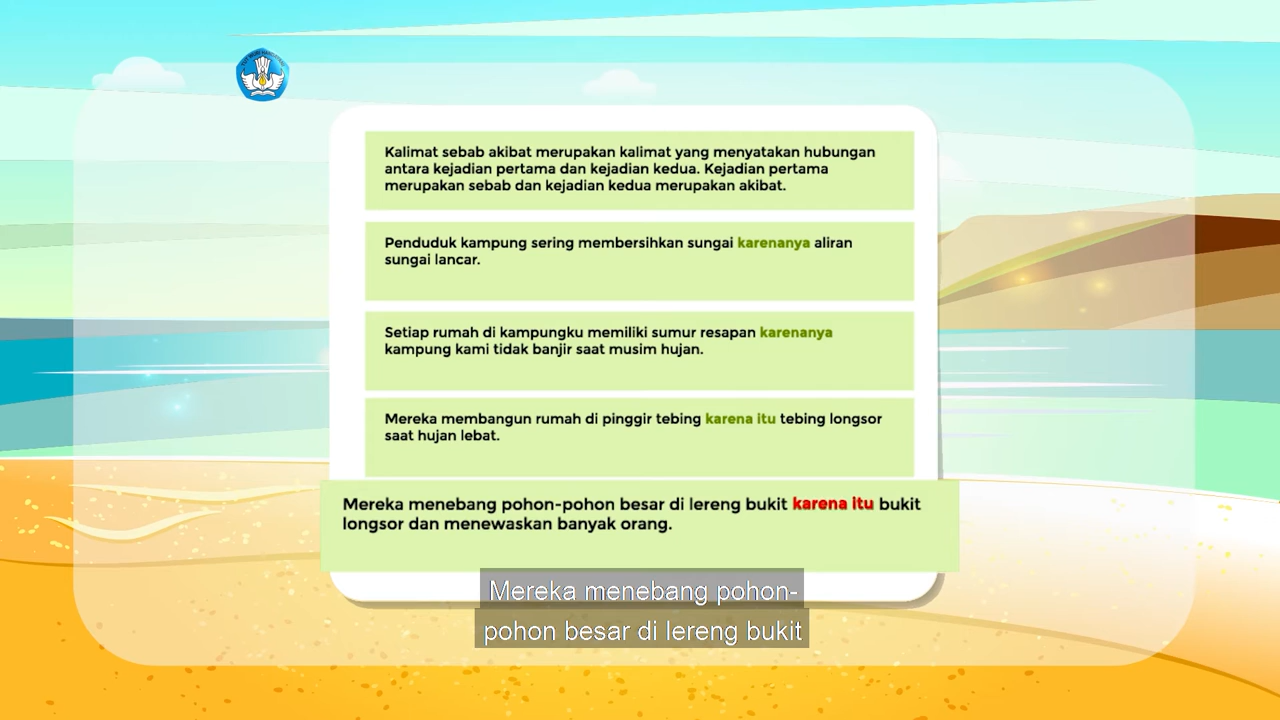 Kalimat sebab akibat merupakan kalimat yang menyatakan hubungan
antara kejadian pertama dan kejadian kedua. Kejadian pertama
merupakan sebab dan kejadian kedua merupakan akibat.
Penduduk kampung sering membersihkan sungai karenanya aliran
sungai lancar.
Setiap rumah di kampungku memiliki sumur resapan karenanya
kampung kami tidak banjir saat musim hujan.
Mereka membangun rumah di pinggir tebing karena itu tebing longsor
saat hujan lebat.
Mereka menebang pohon-pohon besar di lereng bukit karena itu bukit
longsor dan menewaskan banyak orang.
Mereka menebang pohon-
pohon besar di lereng bukit